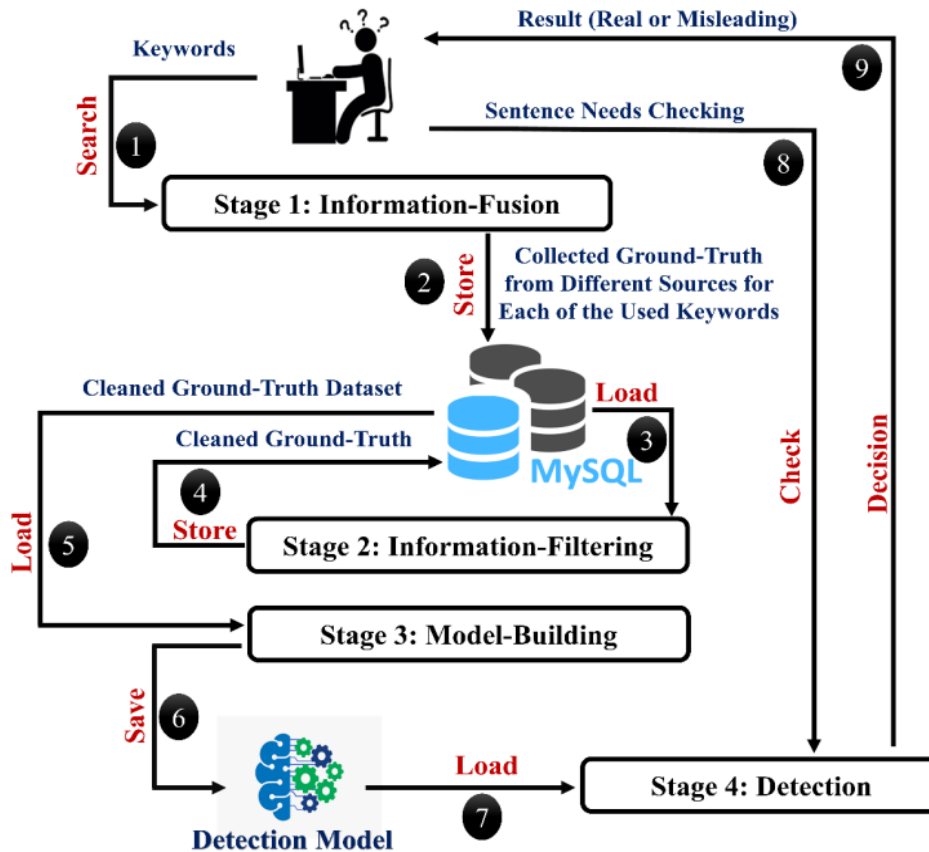 Result (Real or Misleading)
Keywords
? ? ?
9
Search
1
Sentence Needs Checking
8
Stage 1: Information-Fusion
2
Store
Collected Ground-Truth
from Different Sources for
Each of the Used Keywords
Cleaned Ground-Truth Dataset
Load
3
Cleaned Ground-Truth
MySQL
4
Store
Check
Decision
Load
5
Stage 2: Information-Filtering
Stage 3: Model-Building
Save
6
Load
7
Stage 4: Detection
Detection Model